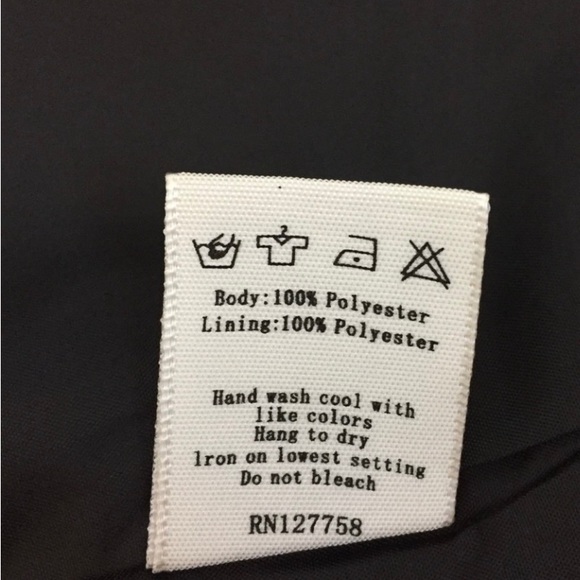 Body:100% Polyester
Lining:100% Polyester
Hand wash cool with
like colors
Hang to dry
Iron on lowest setting
Do not bleach
RN127758